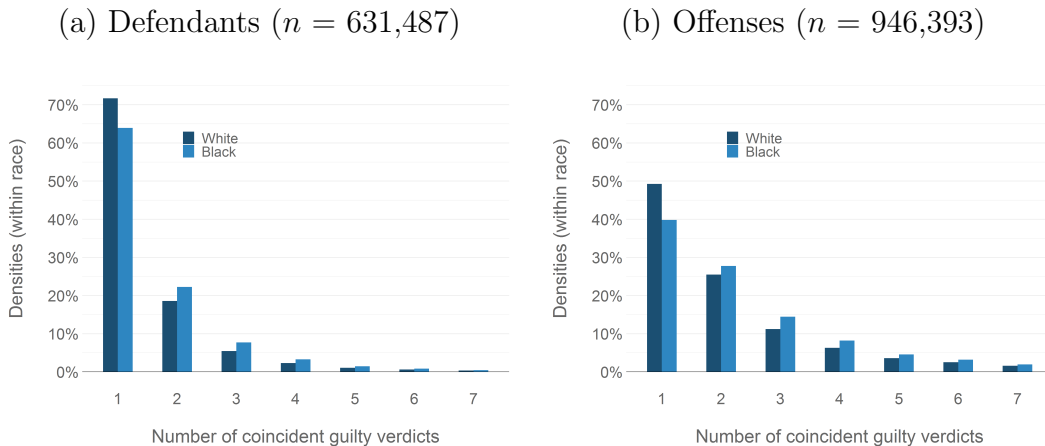 (a) Defendants (n = 631,487)
70%
60%
50%
40%
30%
20%
10%
0%
Densities (within race)
White
Black
1 2 3 4 5 6 7
Number of coincident guilty verdicts
(b) Offenses (n = 946,393)
70%
60%
50%
40%
30%
20%
10%
0%
Densities (within race)
White
Black
1 2 3 4 5 6 7
Number of coincident guilty verdicts